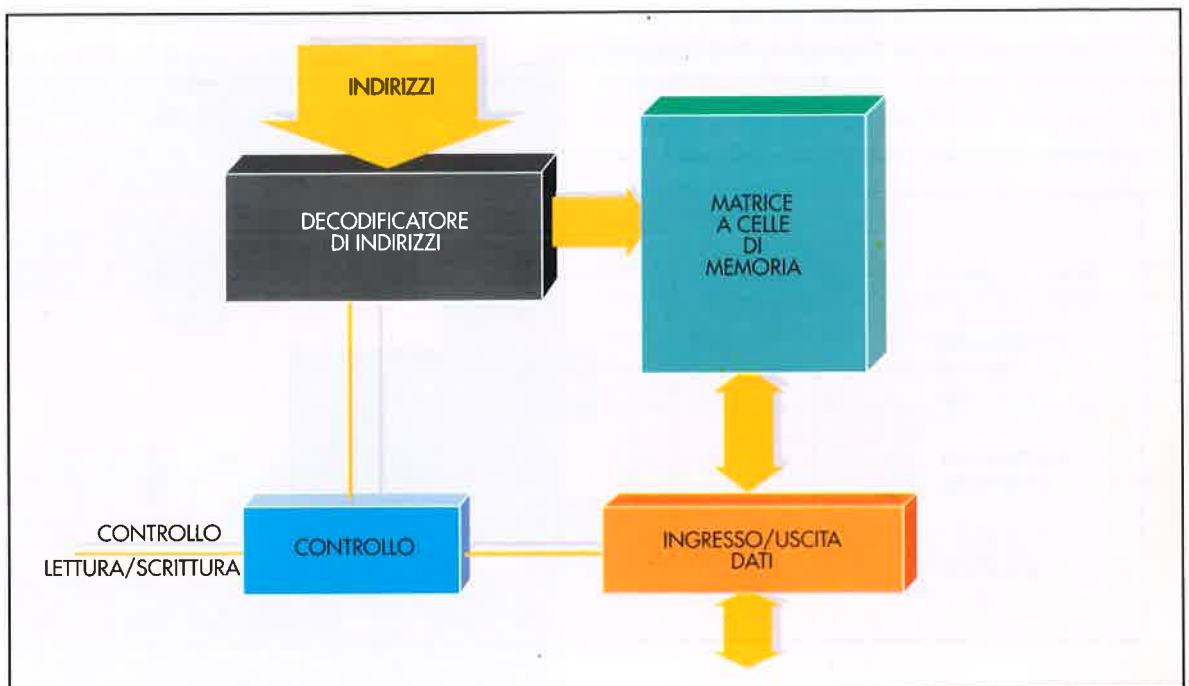 INDIRIZZI
DECODIFICATORE
DI INDIRIZZI
MATRICE
A CELLE
DI
MEMORIA
CONTROLLO
LETTURA/SCRITTURA
CONTROLLO
INGRESSO/USCITA
DATI